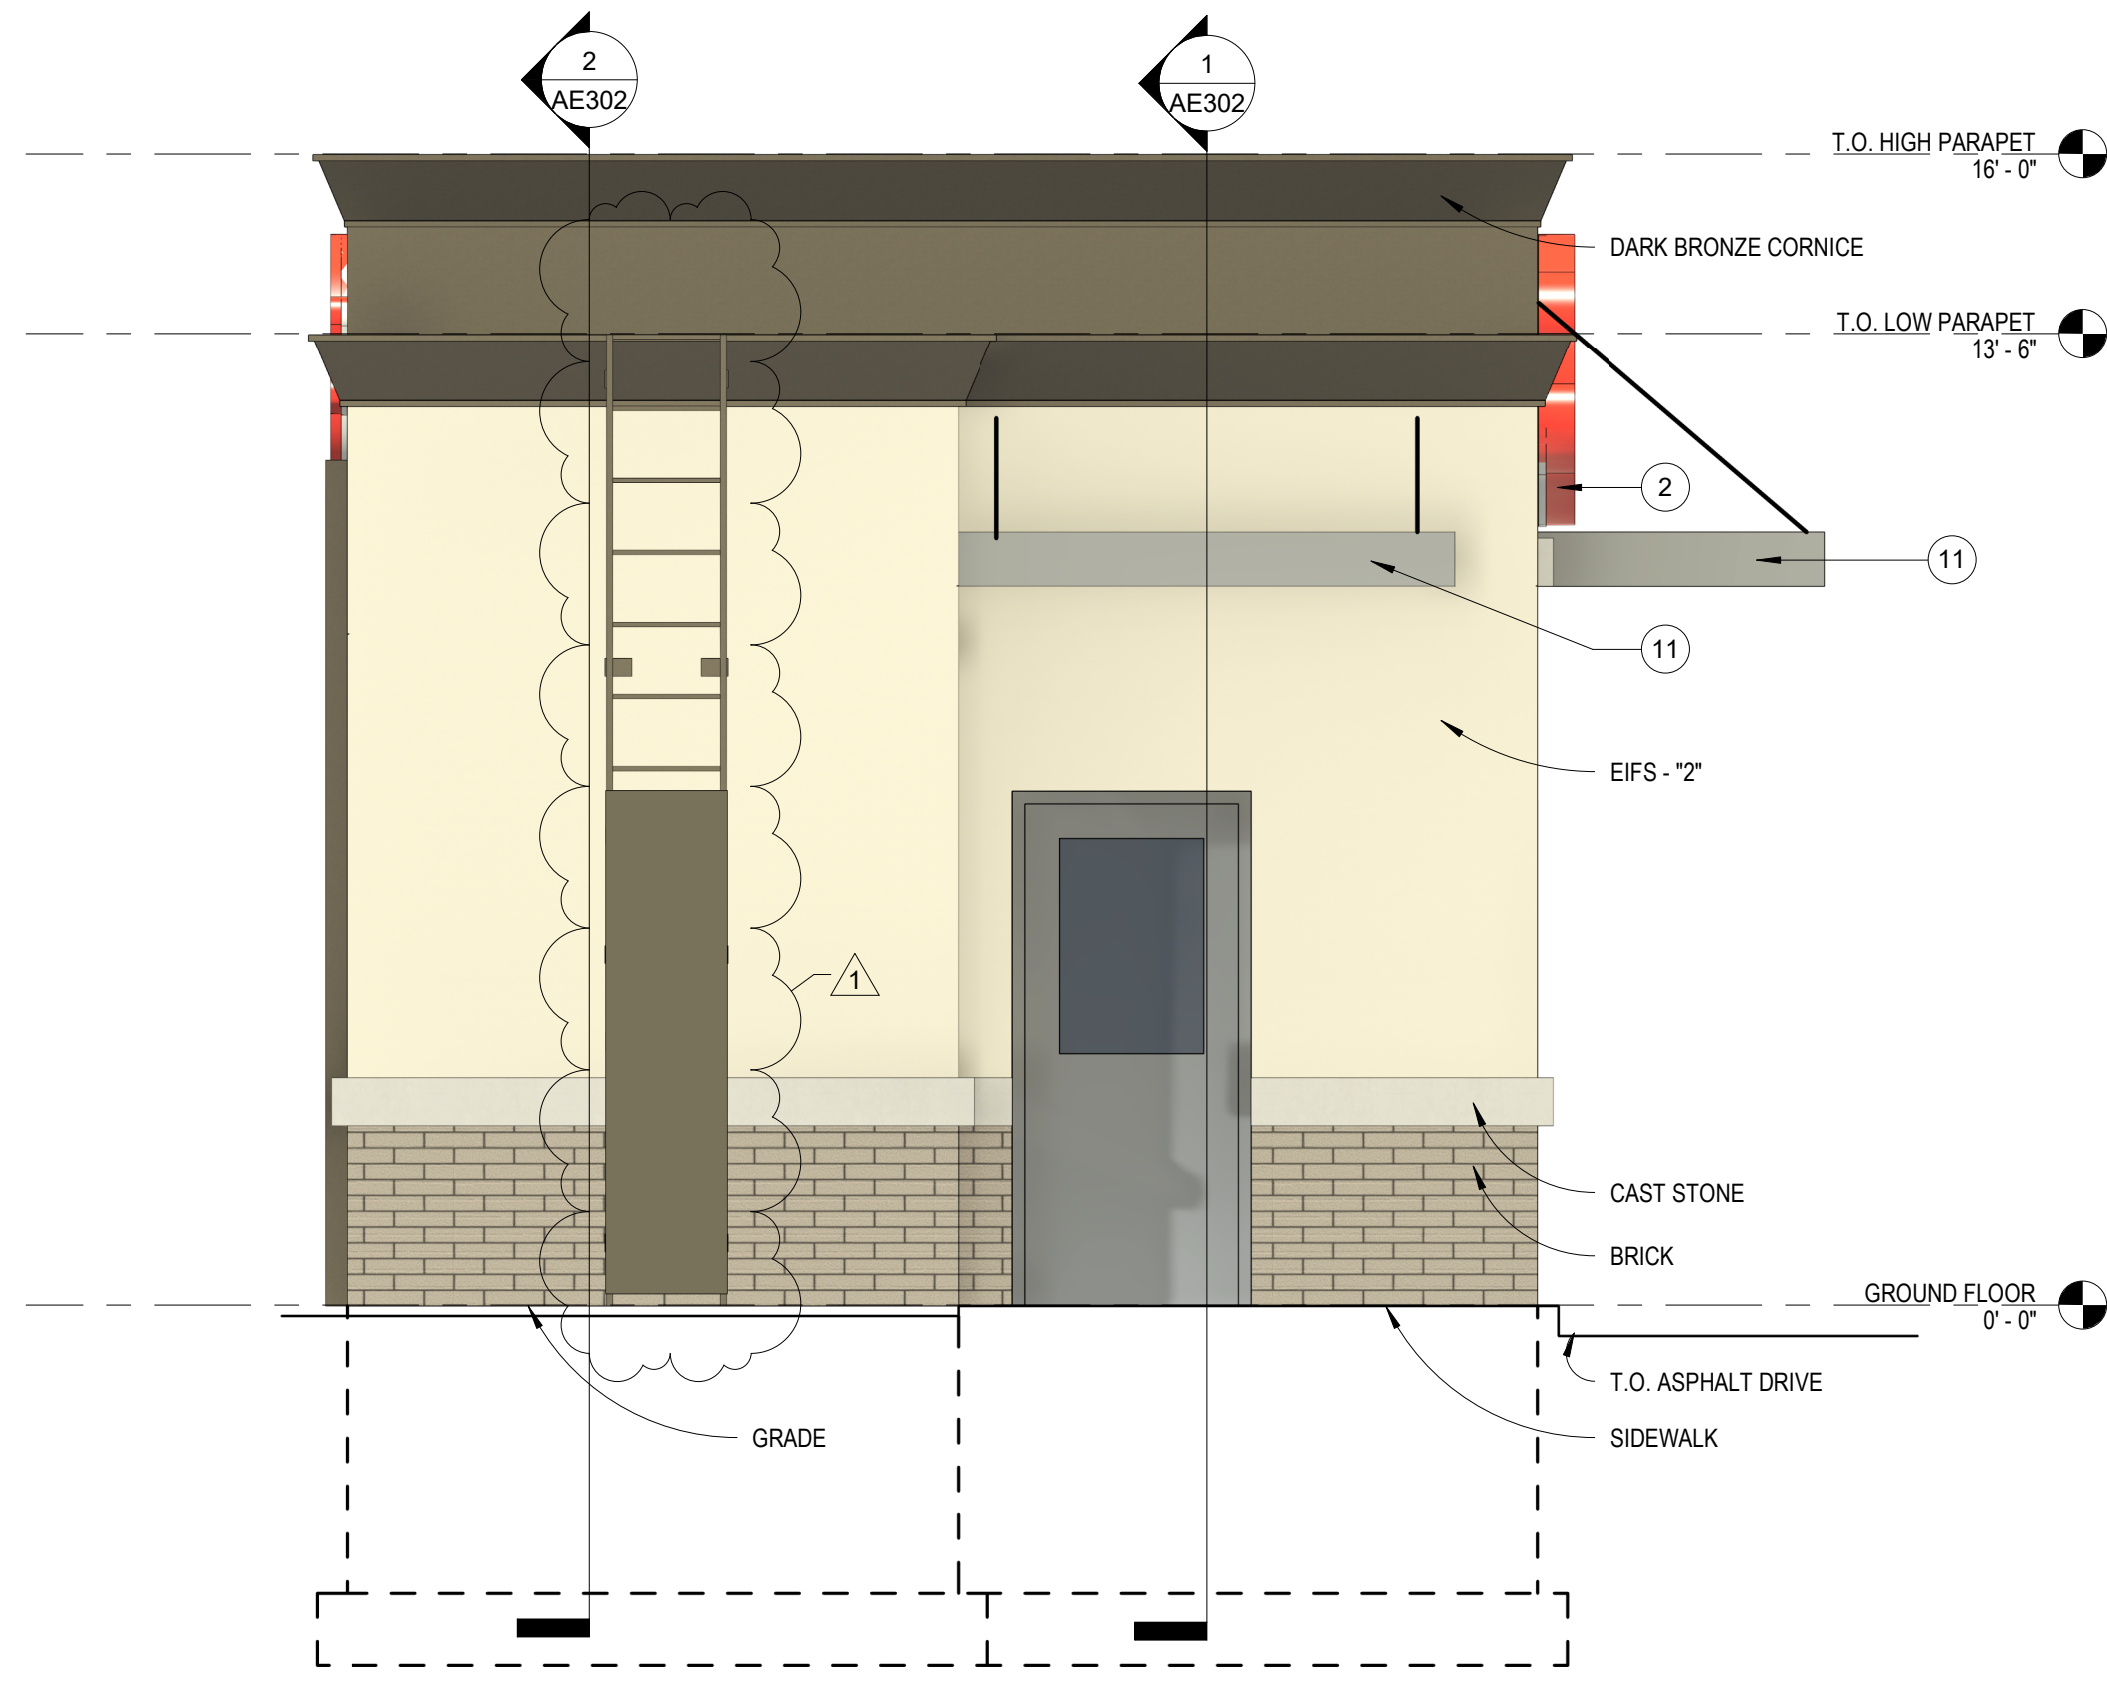 2
AE302
1
AE302
T.O. HIGH PARAPET
16' - 0"
DARK BRONZE CORNICE
T.O. LOW PARAPET
13' - 6"
2
11
11
EIFS - "2"
1
CAST STONE
BRICK
GROUND FLOOR
0' - 0"
T.O. ASPHALT DRIVE
GRADE
SIDEWALK